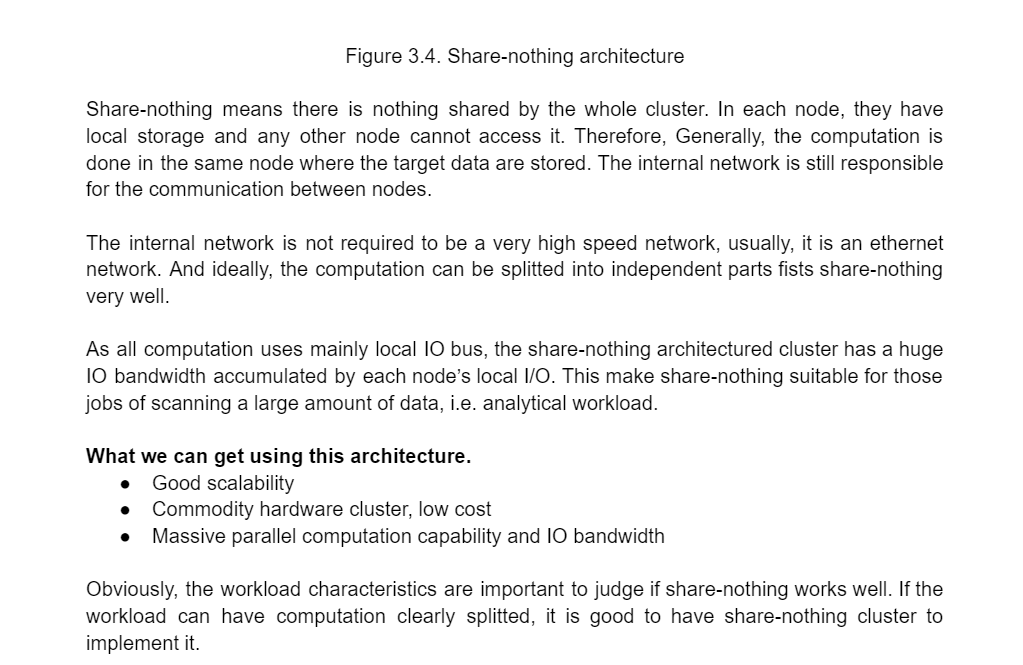 Figure 3.4. Share-nothing architecture
Share-nothing means there is nothing shared by the whole cluster. In each node, they have
local storage and any other node cannot access it. Therefore, Generally, the computation is
done in the same node where the target data are stored. The internal network is still responsible
for the communication between nodes.
The internal network is not required to be a very high speed network, usually, it is an ethernet
network. And ideally, the computation can be splitted into independent parts fists share-nothing
very well.
As all computation uses mainly local IO bus, the share-nothing architectured cluster has a huge
IO bandwidth accumulated by each node's local I/O. This make share-nothing suitable for those
jobs of scanning a large amount of data, i.e. analytical workload.
What we can get using this architecture.
● Good scalability
● Commodity hardware cluster, low cost
● Massive parallel computation capability and IO bandwidth
Obviously, the workload characteristics are important to judge if share-nothing works well. If the
workload can have computation clearly splitted, it is good to have share-nothing cluster to
implement it.